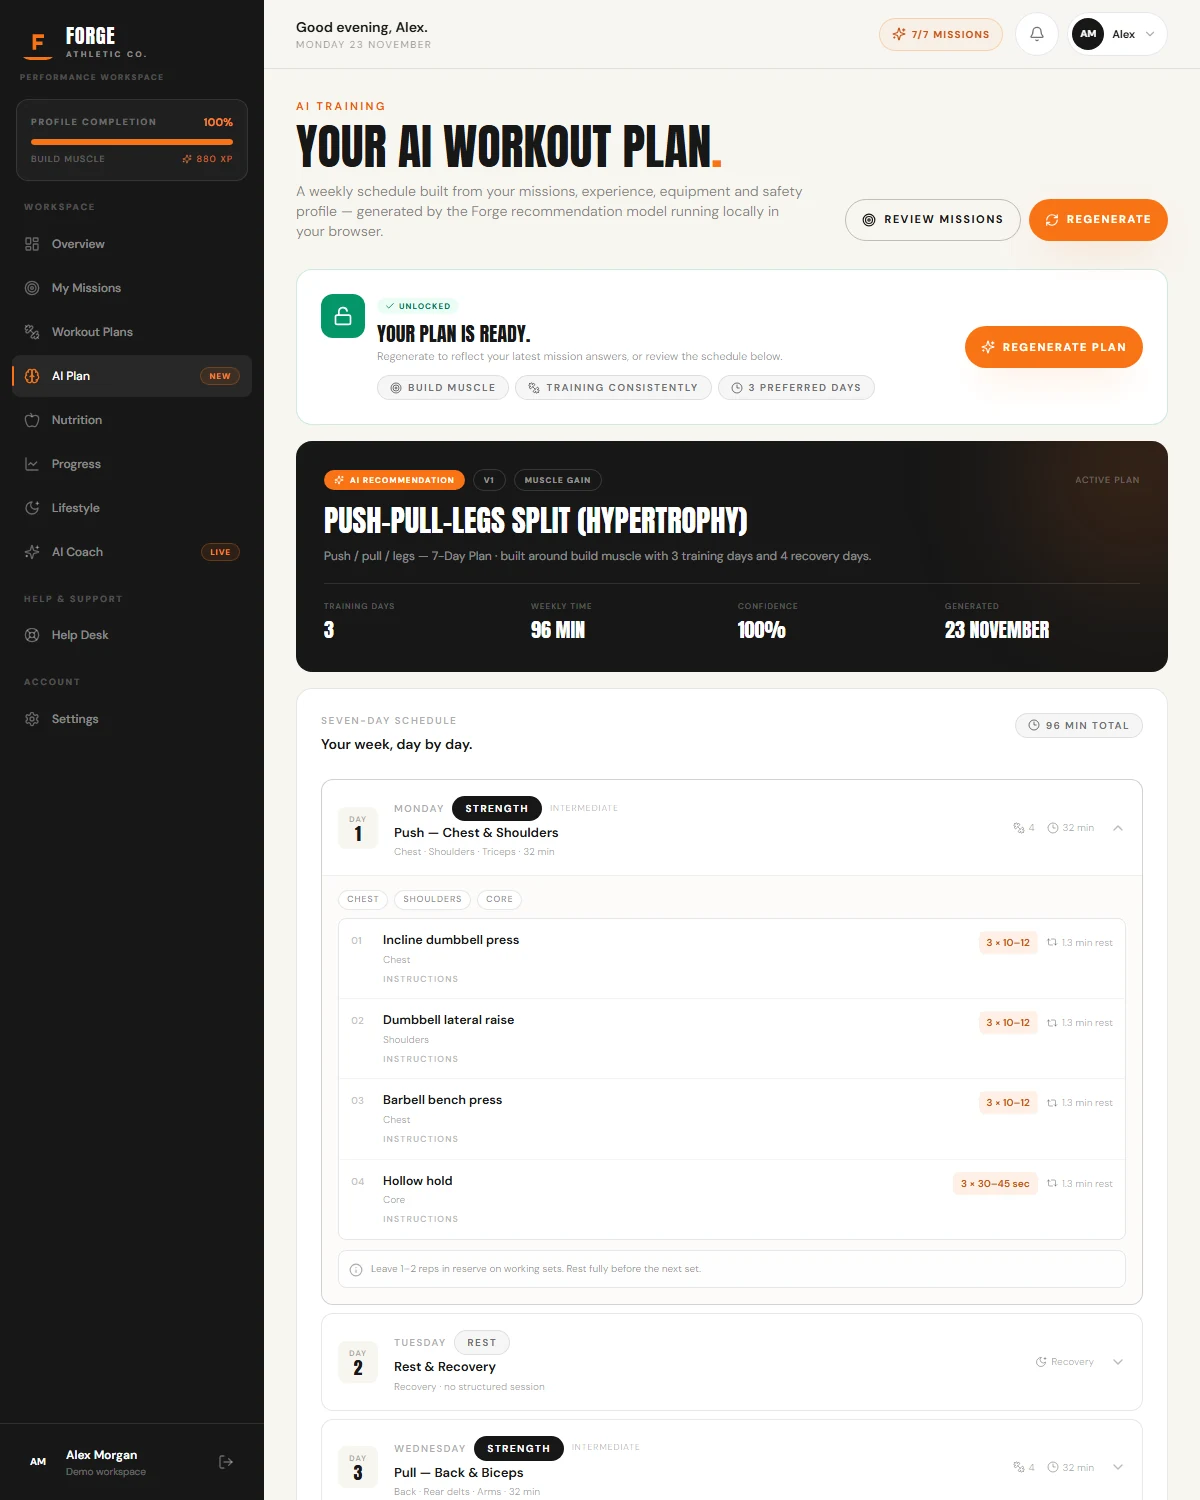 F
FORGE
ATHLETIC CO.
PERFORMANCE WORKSPACE
PROFILE COMPLETION 100%
BUILD MUSCLE 880 XP
WORKSPACE
Overview
My Missions
Workout Plans
AI Plan NEW
Nutrition
Progress
Lifestyle
AI Coach LIVE
HELP & SUPPORT
Help Desk
ACCOUNT
Settings
AM Alex Morgan
Demo workspace
Good evening, Alex.
MONDAY 23 NOVEMBER
7/7 MISSIONS
AM Alex
AI TRAINING
YOUR AI WORKOUT PLAN.
A weekly schedule built from your missions, experience, equipment and safety
profile — generated by the Forge recommendation model running locally in
your browser.
REVIEW MISSIONS
REGENERATE
UNLOCKED
YOUR PLAN IS READY.
Regenerate to reflect your latest mission answers, or review the schedule below.
BUILD MUSCLE TRAINING CONSISTENTLY 3 PREFERRED DAYS
REGENERATE PLAN
AI RECOMMENDATION V1 MUSCLE GAIN ACTIVE PLAN
PUSH-PULL-LEGS SPLIT (HYPERTROPHY)
Push / pull / legs — 7-Day Plan · built around build muscle with 3 training days and 4 recovery days.
TRAINING DAYS WEEKLY TIME CONFIDENCE GENERATED
3 96 MIN 100% 23 NOVEMBER
SEVEN-DAY SCHEDULE
Your week, day by day.
96 MIN TOTAL
DAY 1
MONDAY STRENGTH INTERMEDIATE
Push — Chest & Shoulders
Chest · Shoulders · Triceps · 32 min
4 32 min
CHEST SHOULDERS CORE
01 Incline dumbbell press 3 × 10–12 1.3 min rest
Chest
INSTRUCTIONS
02 Dumbbell lateral raise 3 × 10–12 1.3 min rest
Shoulders
INSTRUCTIONS
03 Barbell bench press 3 × 10–12 1.3 min rest
Chest
INSTRUCTIONS
04 Hollow hold 3 × 30–45 sec 1.3 min rest
Core
INSTRUCTIONS
Leave 1–2 reps in reserve on working sets. Rest fully before the next set.
DAY 2
TUESDAY REST
Rest & Recovery
Recovery · no structured session
Recovery
DAY 3
WEDNESDAY STRENGTH INTERMEDIATE
Pull — Back & Biceps
Back · Rear delts · Arms · 32 min
4 32 min